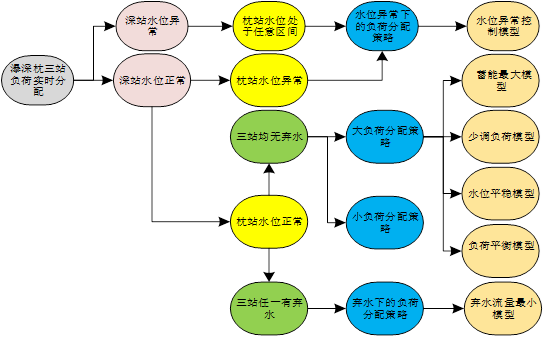 深站水位异
常
枕站水位处
于任意区间
水位异常下
的负荷分配
策略
水位异常控
制模型
瀑深枕三站
负荷实时分
配
深站水位正常
枕站水位异常
蓄能最大模
型
三站均无弃水
大负荷分配策
略
少调负荷模
型
水位平稳模
型
枕站水位正常
小负荷分配策
略
负荷平衡模
型
三站任一有弃
水
弃水下的负荷
分配策略
弃水流量最小
模型